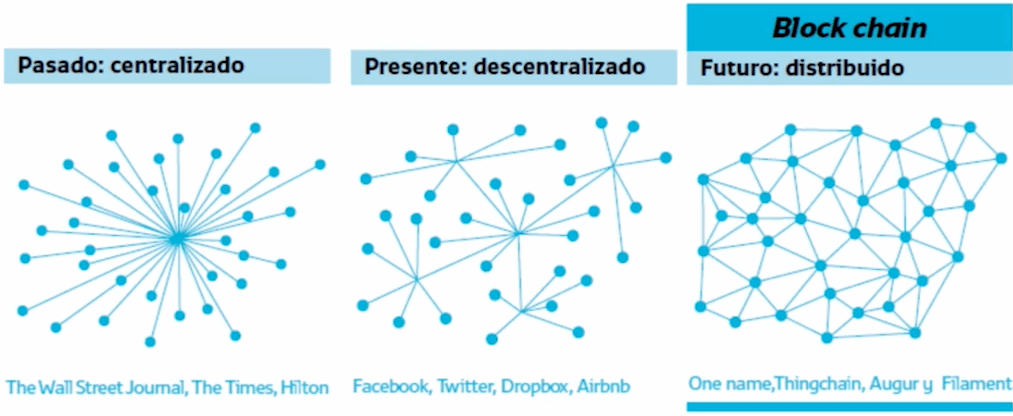 Block chain
Pasado: centralizado
Presente: descentralizado
Futuro: distribuido
The Wall Street Journal, The Times, Hilton
Facebook, Twitter, Dropbox, Airbnb
One name,Thingchain, Augur y Filament